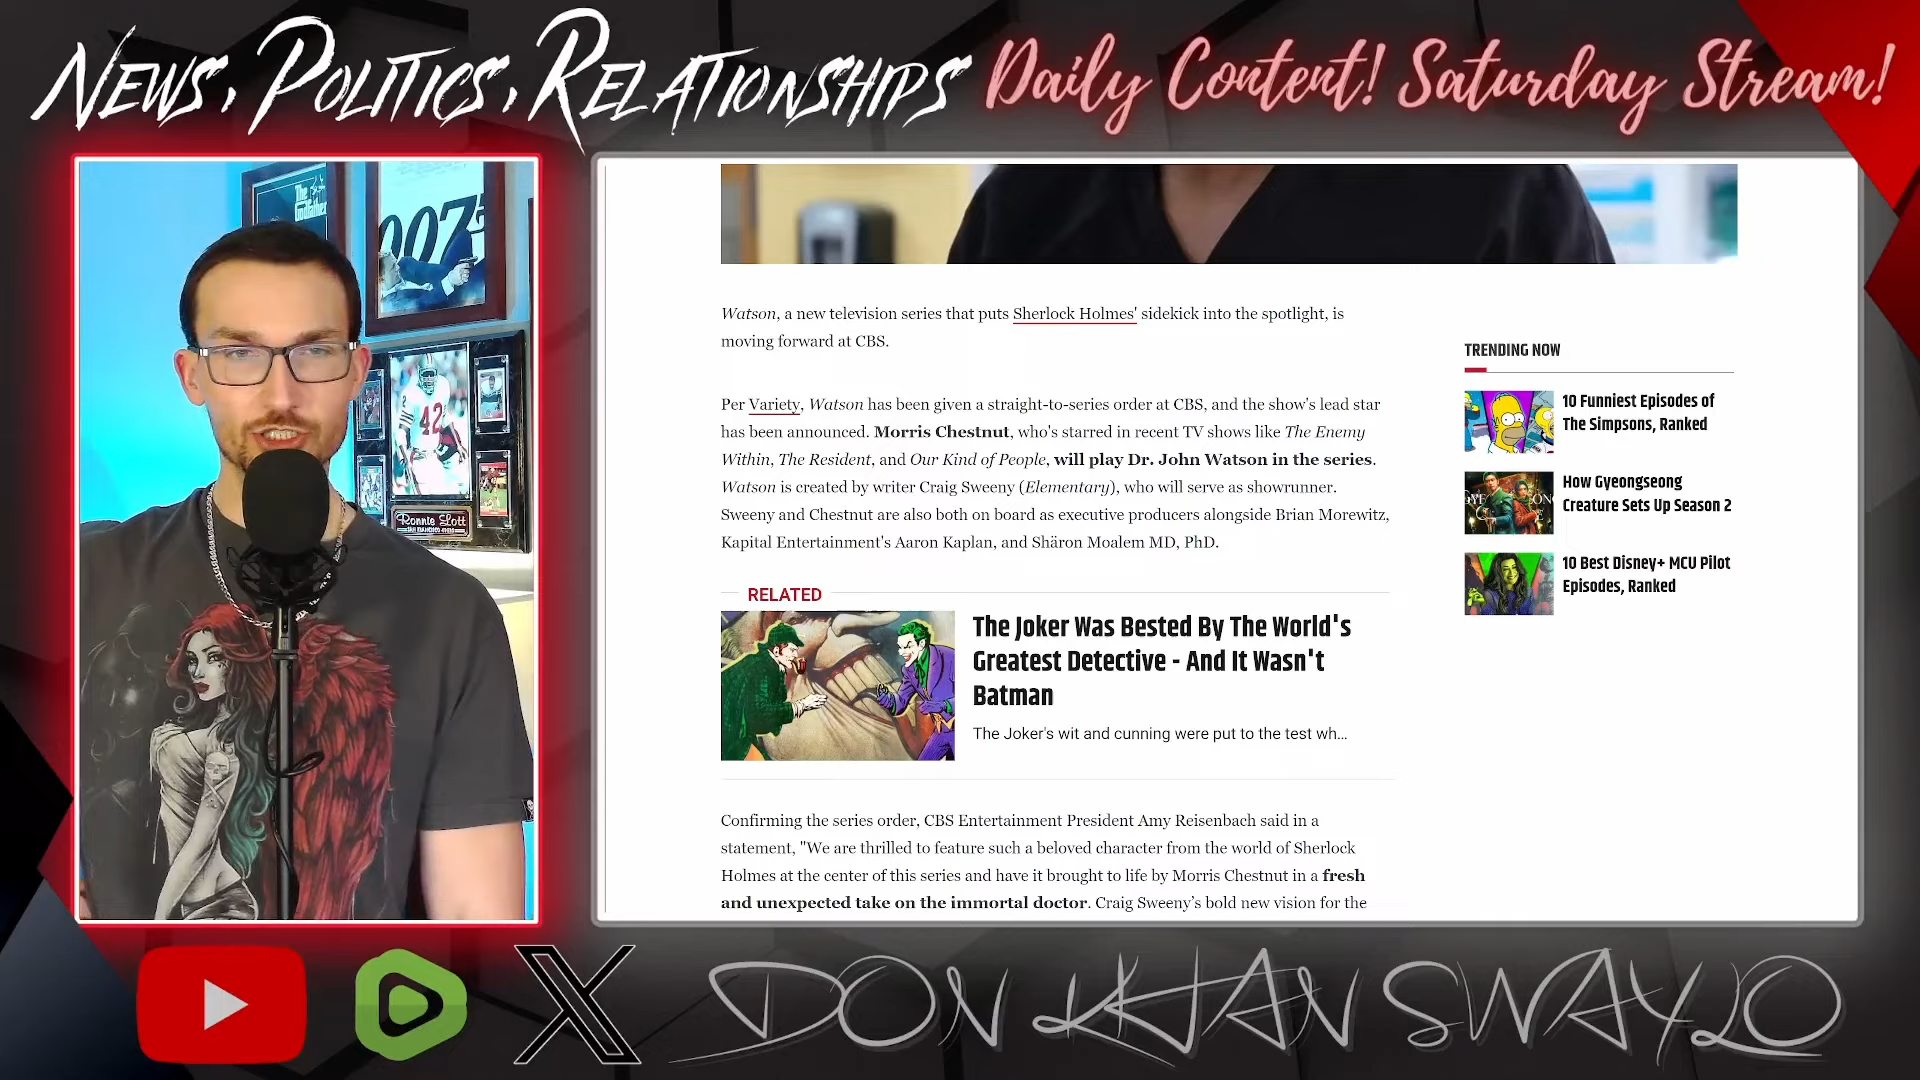 News, Politics, Relationships
Daily Content! Saturday Stream!
The
Godfather
007
42
Ronnie Lott
SAN FRANCISCO 49ERS
Watson, a new television series that puts Sherlock Holmes' sidekick into the spotlight, is
moving forward at CBS.
Per Variety, Watson has been given a straight-to-series order at CBS, and the show's lead star
has been announced. Morris Chestnut, who's starred in recent TV shows like The Enemy
Within, The Resident, and Our Kind of People, will play Dr. John Watson in the series.
Watson is created by writer Craig Sweeny (Elementary), who will serve as showrunner.
Sweeny and Chestnut are also both on board as executive producers alongside Brian Morewitz,
Kapital Entertainment's Aaron Kaplan, and Shäron Moalem MD, PhD.
RELATED
The Joker Was Bested By The World's
Greatest Detective - And It Wasn't
Batman
The Joker's wit and cunning were put to the test wh...
Confirming the series order, CBS Entertainment President Amy Reisenbach said in a
statement, "We are thrilled to feature such a beloved character from the world of Sherlock
Holmes at the center of this series and have it brought to life by Morris Chestnut in a fresh
and unexpected take on the immortal doctor. Craig Sweeny's bold new vision for the
TRENDING NOW
10 Funniest Episodes of
The Simpsons, Ranked
How Gyeongseong
Creature Sets Up Season 2
10 Best Disney+ MCU Pilot
Episodes, Ranked
DON KHAN SWAYLO